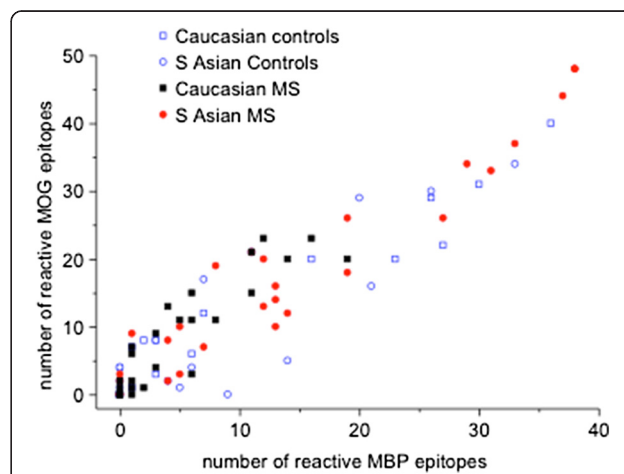 Caucasian controls
S Asian Controls
Caucasian MS
S Asian MS
50
40
30
20
10
0
number of reactive MOG epitopes
0 10 20 30 40
number of reactive MBP epitopes